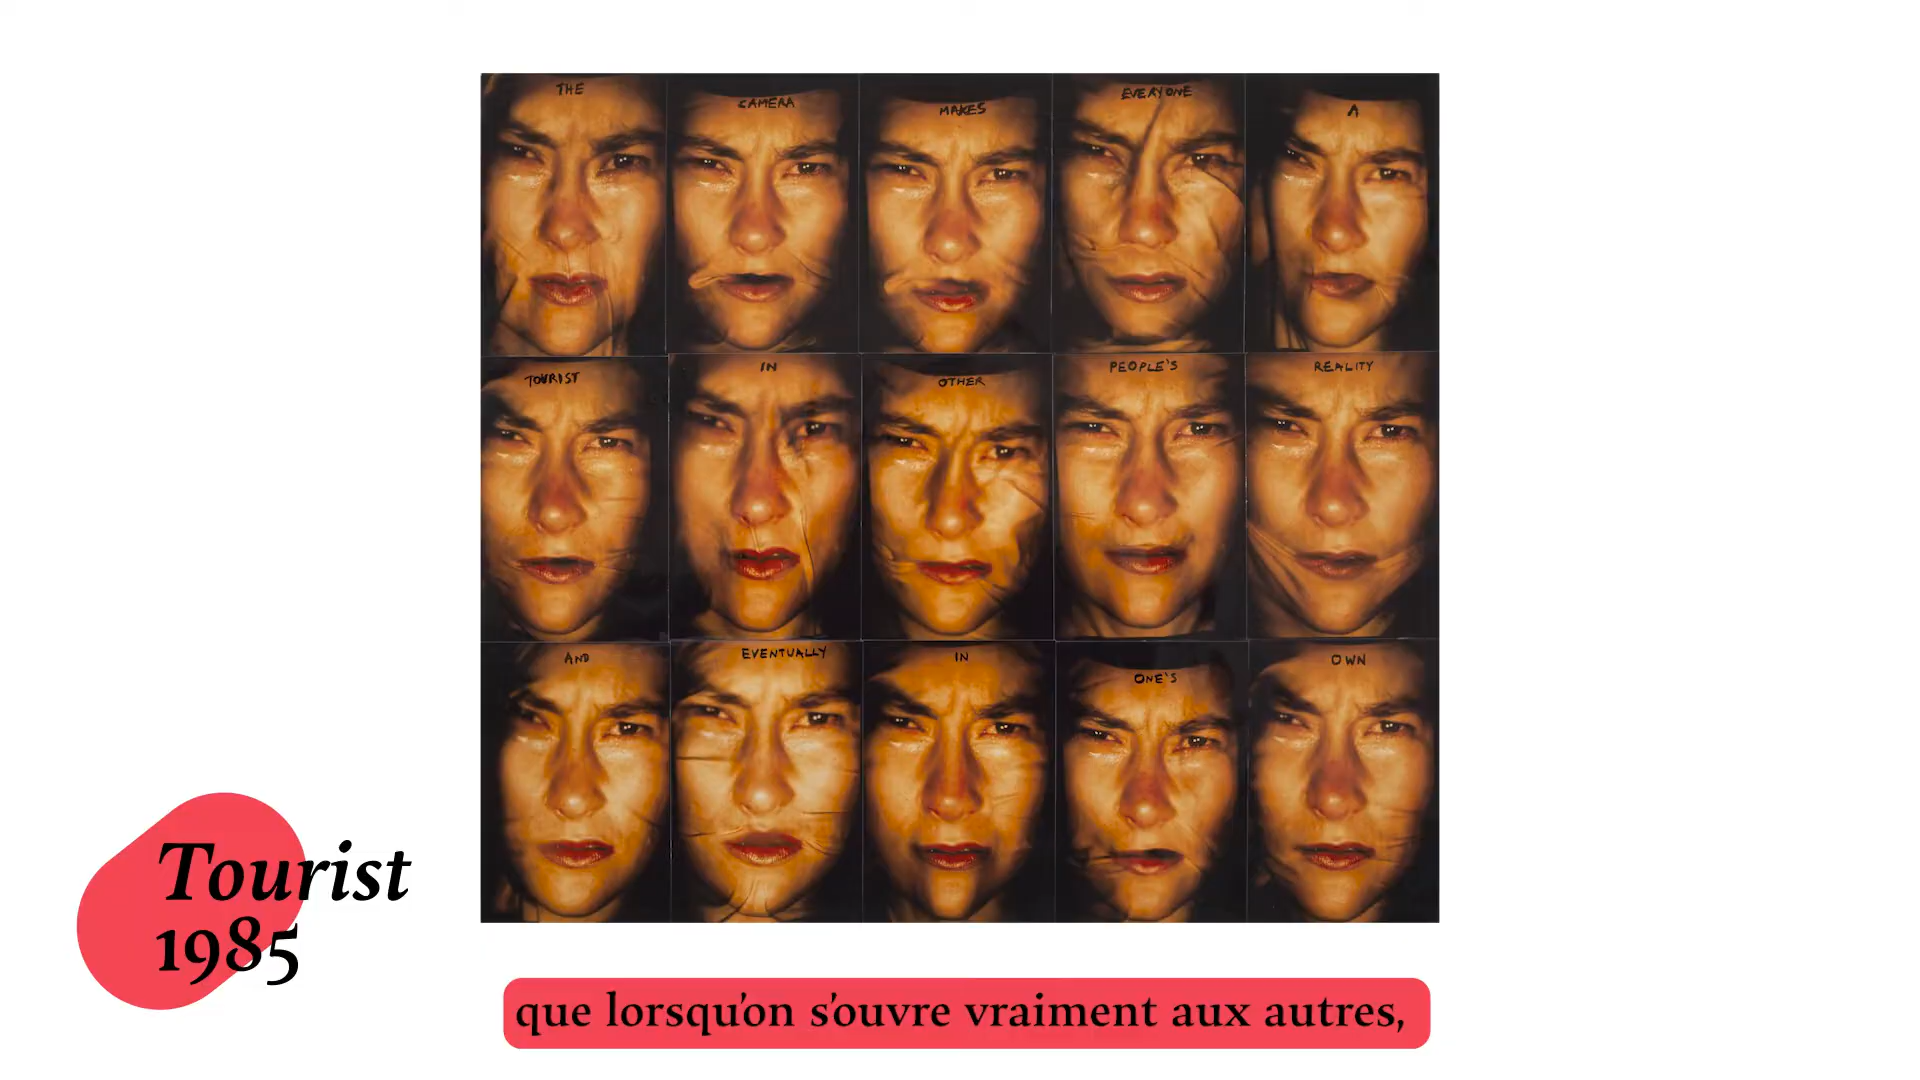 THE CAMERA MAKES EVERYONE A
TOURIST IN OTHER PEOPLE'S REALITY
AND EVENTUALLY IN ONE'S OWN
Tourist
1985
que lorsqu'on s'ouvre vraiment aux autres,